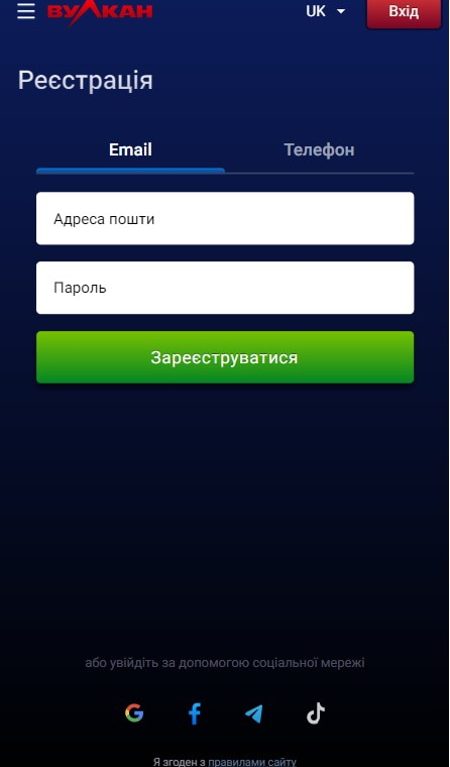 ВУЛКАН
UK
Вхід
Реєстрація
Email
Телефон
Адреса пошти
Пароль
Зареєструватися
або увійдіть за допомогою соціальної мережі
Я згоден з правилами сайту